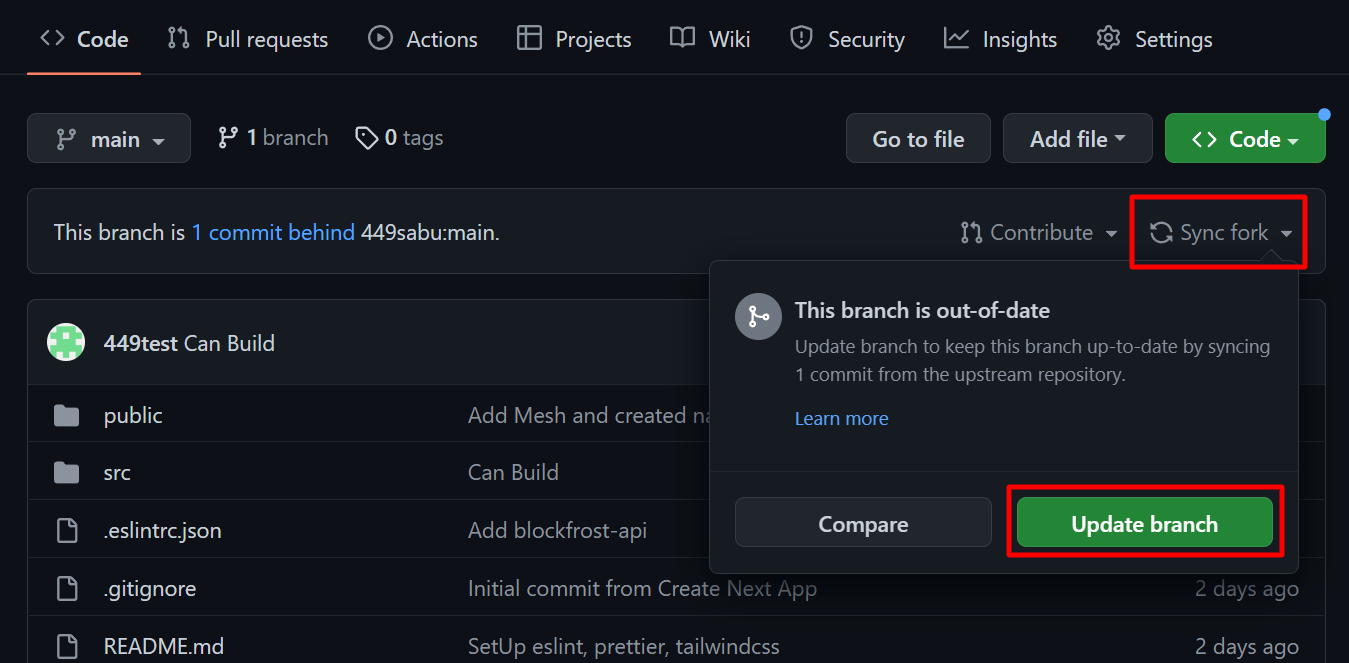 Code Pull requests Actions Projects Wiki Security Insights Settings
main 1 branch 0 tags Go to file Add file Code
This branch is 1 commit behind 449sabu:main. Contribute Sync fork
This branch is out-of-date
Update branch to keep this branch up-to-date by syncing
1 commit from the upstream repository.
Learn more
Compare Update branch
449test Can Build
public Add Mesh and created
src Can Build
.eslintrc.json Add blockfrost-api
.gitignore Initial commit from Create Next App 2 days ago
README.md SetUp eslint, prettier, tailwindcss 2 days ago